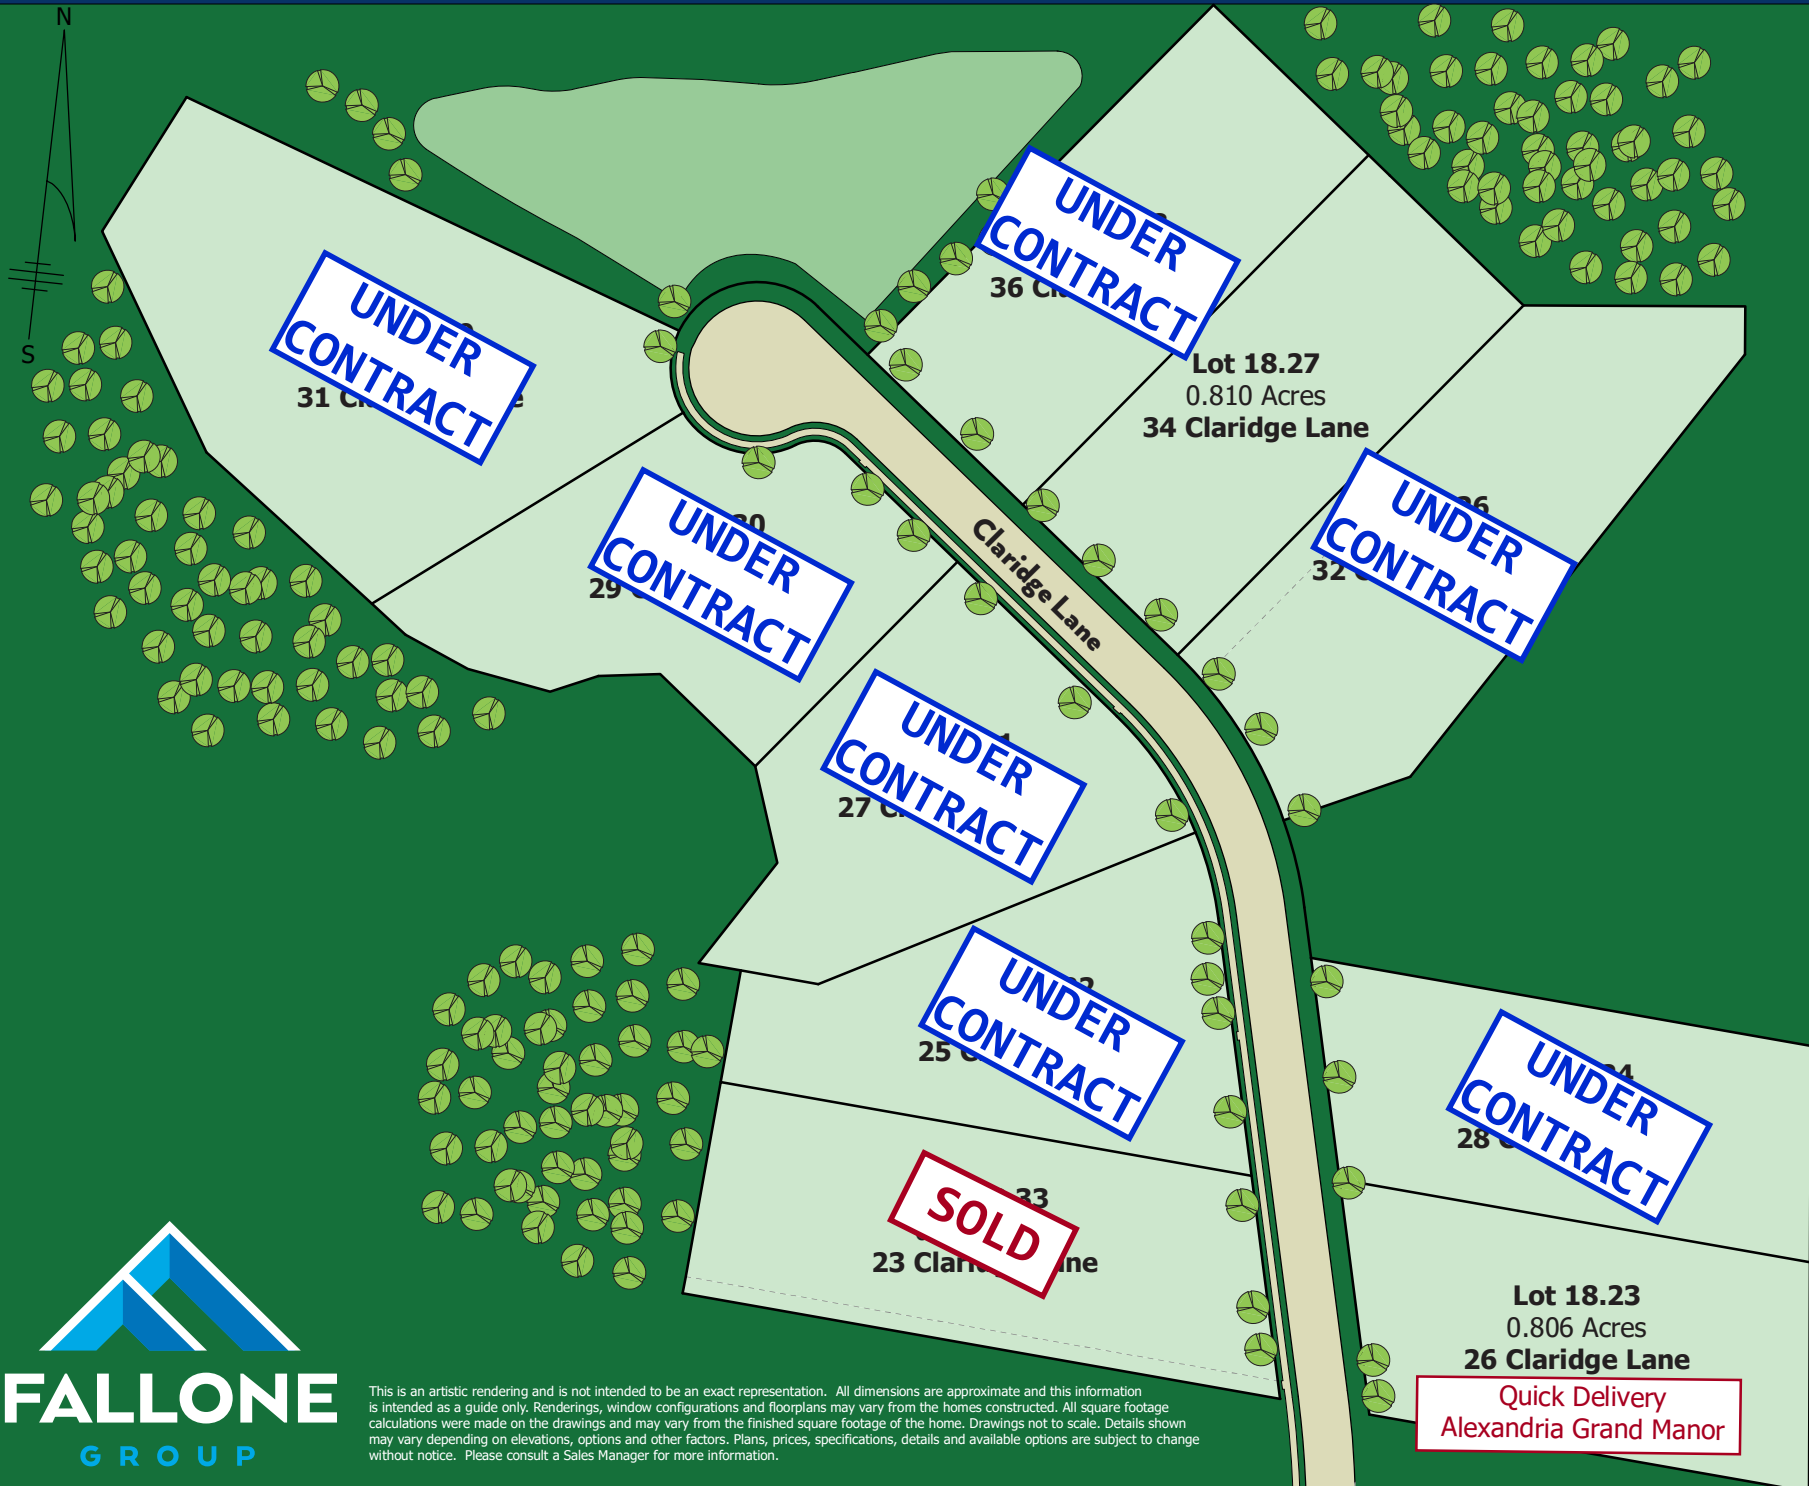 N
S
UNDER
CONTRACT
36
Lot 18.27
0.810 Acres
34 Claridge Lane
UNDER
CONTRACT
31
UNDER
CONTRACT
32
UNDER
CONTRACT
30
29
Claridge Lane
UNDER
CONTRACT
27
UNDER
CONTRACT
25
UNDER
CONTRACT
28
SOLD
33
23 Claridge Lane
Lot 18.23
0.806 Acres
26 Claridge Lane
Quick Delivery
Alexandria Grand Manor
FALLONE
GROUP
This is an artistic rendering and is not intended to be an exact representation. All dimensions are approximate and this information
is intended as a guide only. Renderings, window configurations and floorplans may vary from the homes constructed. All square footage
calculations were made on the drawings and may vary from the finished square footage of the home. Drawings not to scale. Details shown
may vary depending on elevations, options and other factors. Plans, prices, specifications, details and available options are subject to change
without notice. Please consult a Sales Manager for more information.